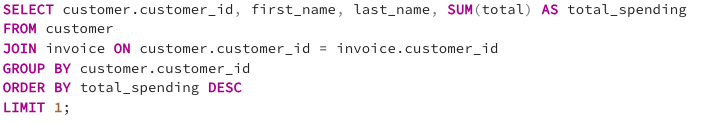 SELECT customer.customer_id, first_name, last_name, SUM(total) AS total_spending
FROM customer
JOIN invoice ON customer.customer_id = invoice.customer_id
GROUP BY customer.customer_id
ORDER BY total_spending DESC
LIMIT 1;